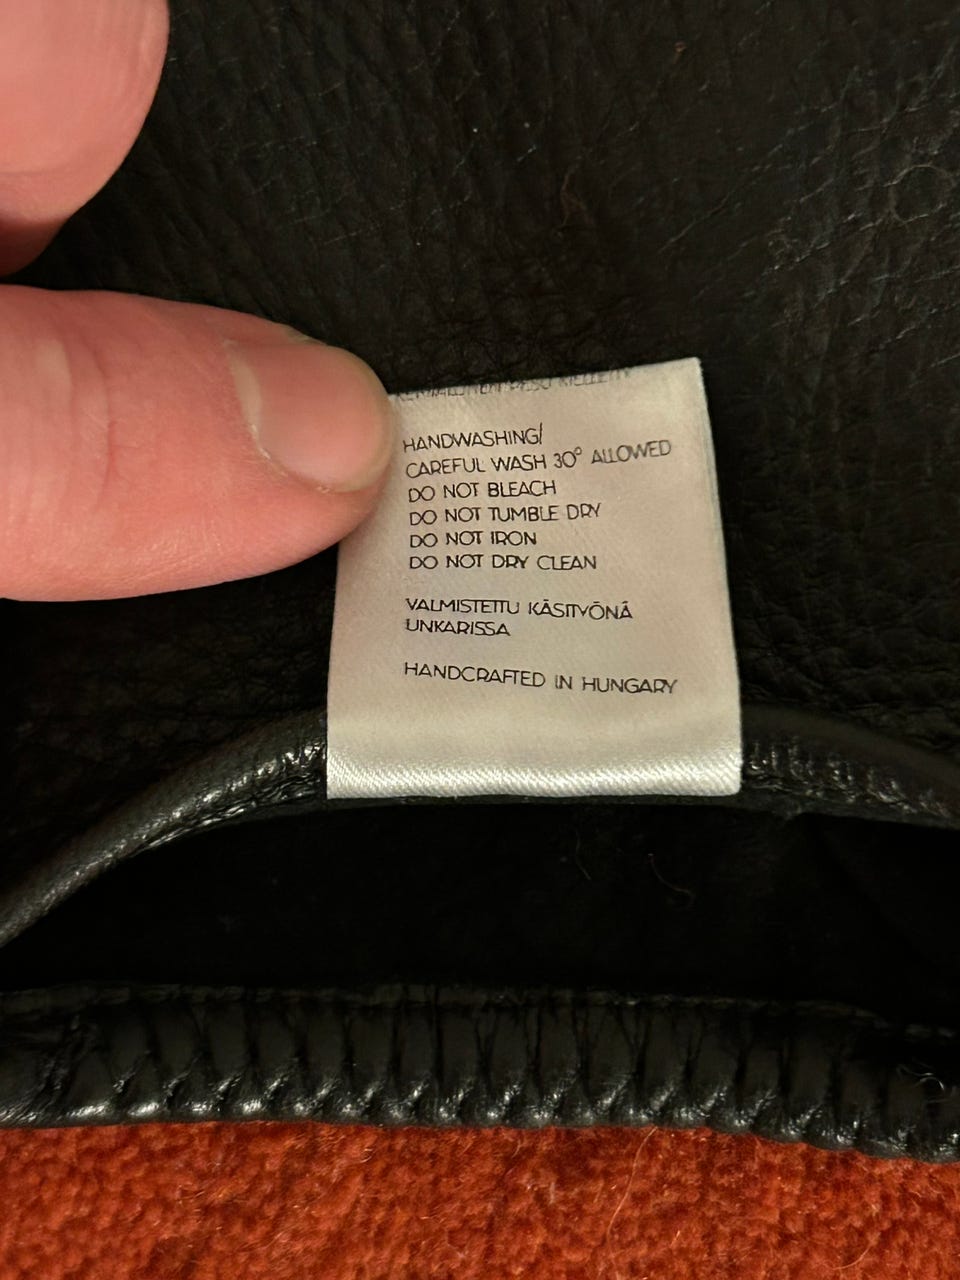 HANDWASHING/
CAREFUL WASH 30° ALLOWED
DO NOT BLEACH
DO NOT TUMBLE DRY
DO NOT IRON
DO NOT DRY CLEAN
VALMISTETTU KÄSITYÖNÄ
UNKARISSA
HANDCRAFTED IN HUNGARY